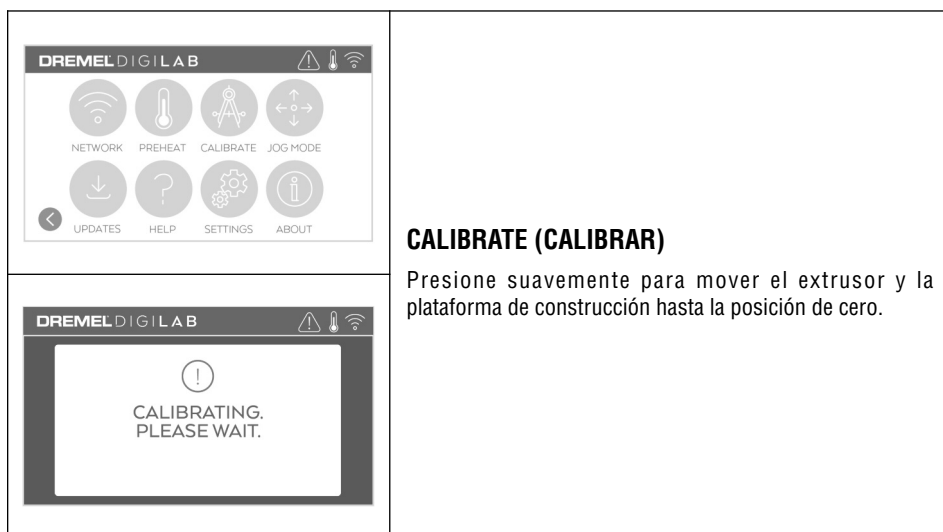 DREMEL DIGILAB
NETWORK PREHEAT CALIBRATE JOG MODE
UPDATES HELP SETTINGS ABOUT
DREMEL DIGILAB
CALIBRATING.
PLEASE WAIT.
CALIBRATE (CALIBRAR)
Presione suavemente para mover el extrusor y la
plataforma de construcción hasta la posición de cero.